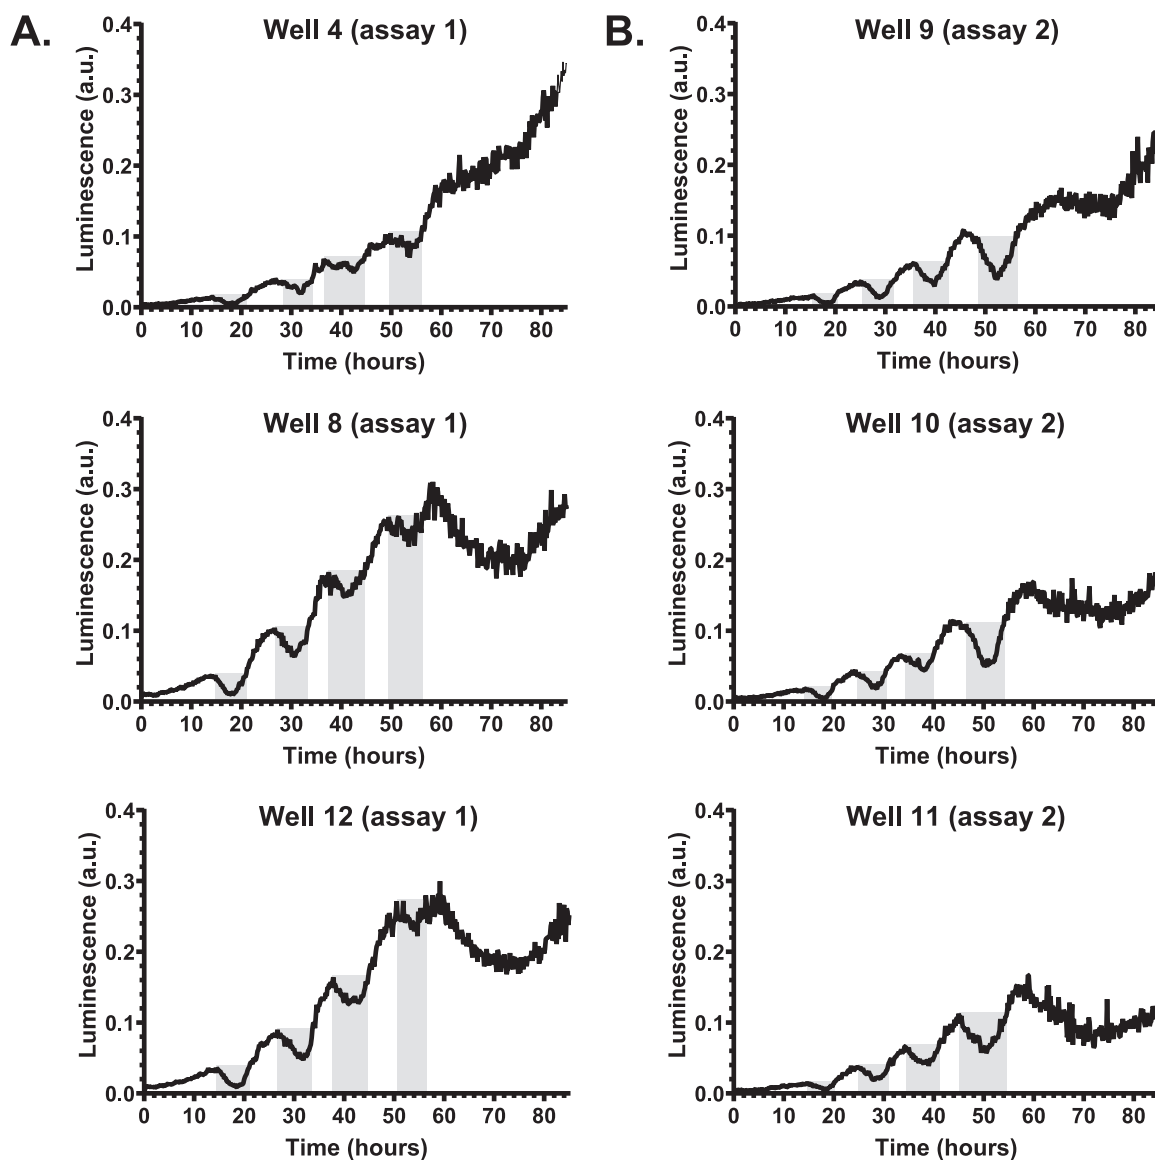 A.
Well 4 (assay 1)
Luminescence (a.u.)
0.4
0.3
0.2
0.1
0.0
0 10 20 30 40 50 60 70 80
Time (hours)
B.
Well 9 (assay 2)
Luminescence (a.u.)
0.4
0.3
0.2
0.1
0.0
0 10 20 30 40 50 60 70 80
Time (hours)
Well 8 (assay 1)
Luminescence (a.u.)
0.4
0.3
0.2
0.1
0.0
0 10 20 30 40 50 60 70 80
Time (hours)
Well 10 (assay 2)
Luminescence (a.u.)
0.4
0.3
0.2
0.1
0.0
0 10 20 30 40 50 60 70 80
Time (hours)
Well 12 (assay 1)
Luminescence (a.u.)
0.4
0.3
0.2
0.1
0.0
0 10 20 30 40 50 60 70 80
Time (hours)
Well 11 (assay 2)
Luminescence (a.u.)
0.4
0.3
0.2
0.1
0.0
0 10 20 30 40 50 60 70 80
Time (hours)